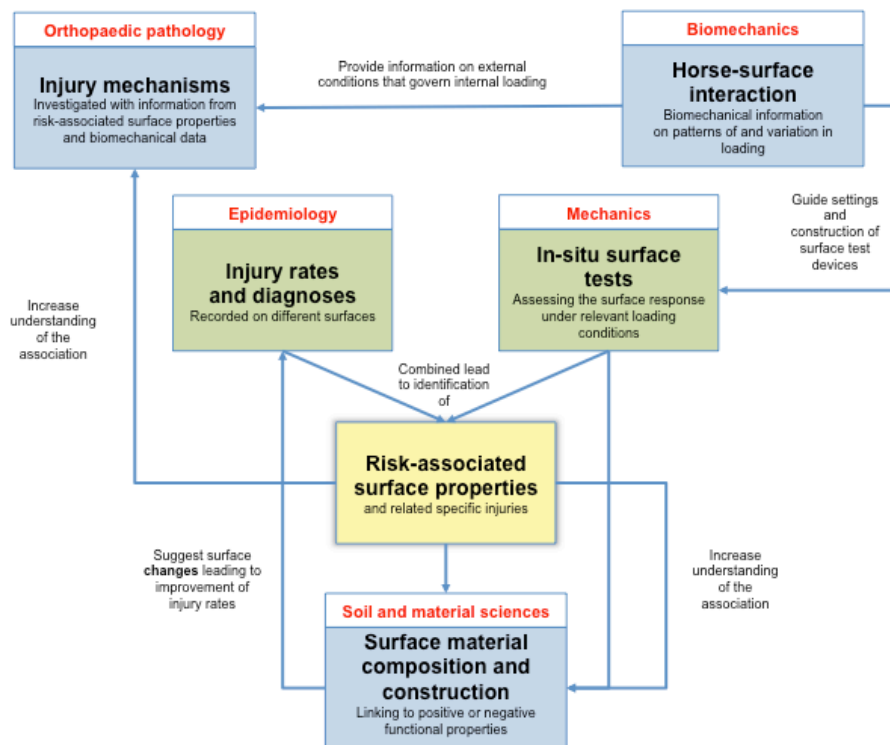 Orthopaedic pathology
Injury mechanisms
Investigated with information from
risk-associated surface properties
and biomechanical data
Provide information on external
conditions that govern internal loading
Biomechanics
Horse-surface
interaction
Biomechanical information
on patterns of and variation in
loading
Epidemiology
Injury rates
and diagnoses
Recorded on different surfaces
Mechanics
In-situ surface
tests
Assessing the surface response
under relevant loading
conditions
Guide settings
and
construction of
surface test
devices
Increase
understanding
of the
association
Combined lead
to identification
of
Risk-associated
surface properties
and related specific injuries
Suggest surface
changes leading to
improvement of
injury rates
Increase
understanding
of the
association
Soil and material sciences
Surface material
composition and
construction
Linking to positive or negative
functional properties